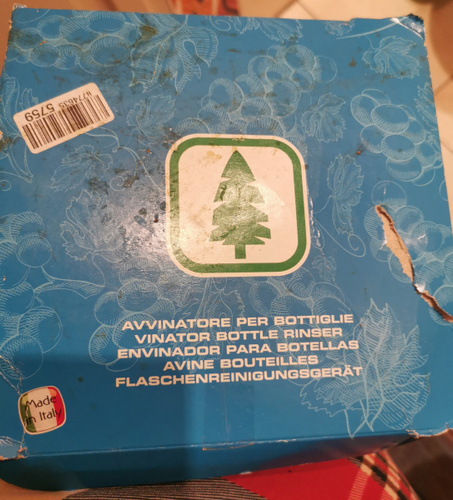 5759
AVVINATORE PER BOTTIGLIE
VINATOR BOTTLE RINSER
ENVINADOR PARA BOTELLAS
AVINE BOUTEILLES
FLASCHENREINIGUNGSGERÄT
Made
in Italy